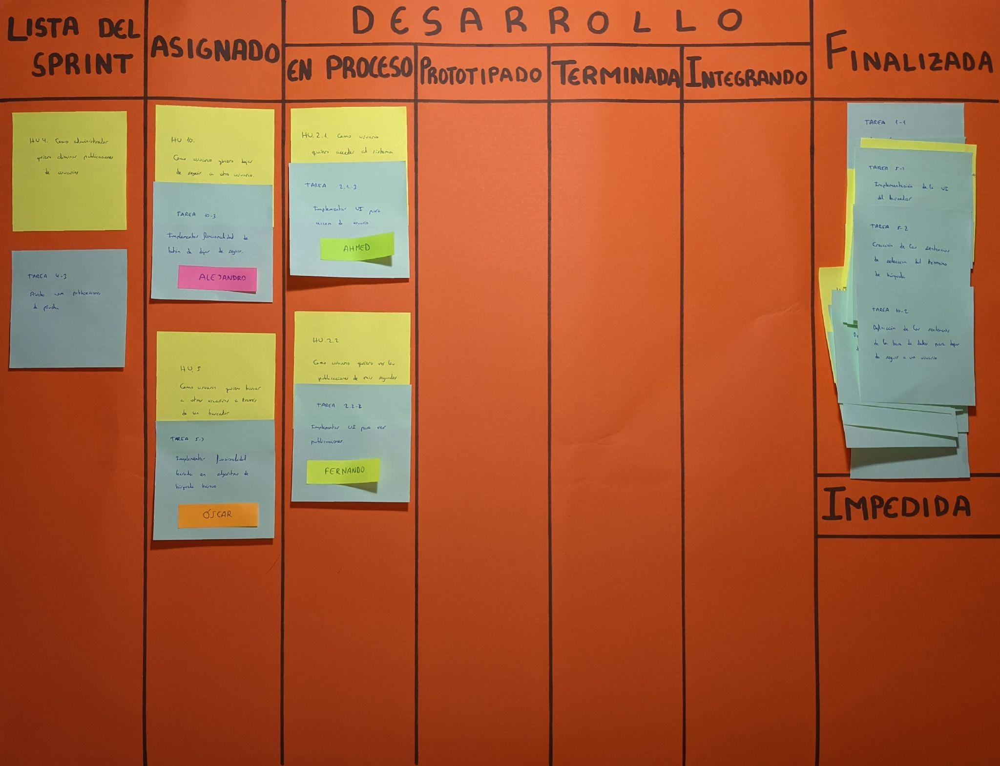 LISTA DEL
SPRINT
ASIGNADO
DESARROLLO
EN PROCESO
PROTOTIPADO
TERMINADA
INTEGRANDO
FINALIZADA
IMPEDIDA
HU 4. Como administrador
quiero eliminar publicaciones
de usuarios
TAREA 4-3
Prueba con publicaciones
de prueba
HU 10.
Como usuario quiero dejar
de seguir a otro usuario.
TAREA 10-3
Implementar funcionalidad de
botón de dejar de seguir.
ALEJANDRO
HU.5
Como usuario quiero buscar
a otros usuarios a través
de un buscador
TAREA 5-3
Implementar funcionalidad
basada en algoritmo de
búsqueda básico
ÓSCAR
HU.2.1. Como usuario
quiero acceder al sistema
TAREA 2.1-3
Implementar UI para
acceso de usuario
AHMED
HU.2.2
Como usuario quiero ver las
publicaciones de mis seguidos
TAREA 2.2-2
Implementar UI para ver
publicaciones.
FERNANDO
TAREA 1-1
TAREA 5-1
Implementación de la UI
del buscador
TAREA 5-2
Creación de las sentencias
de selección del término
de búsqueda
TAREA 10-2
Definición de las sentencias
de la base de datos para dejar
de seguir a un usuario